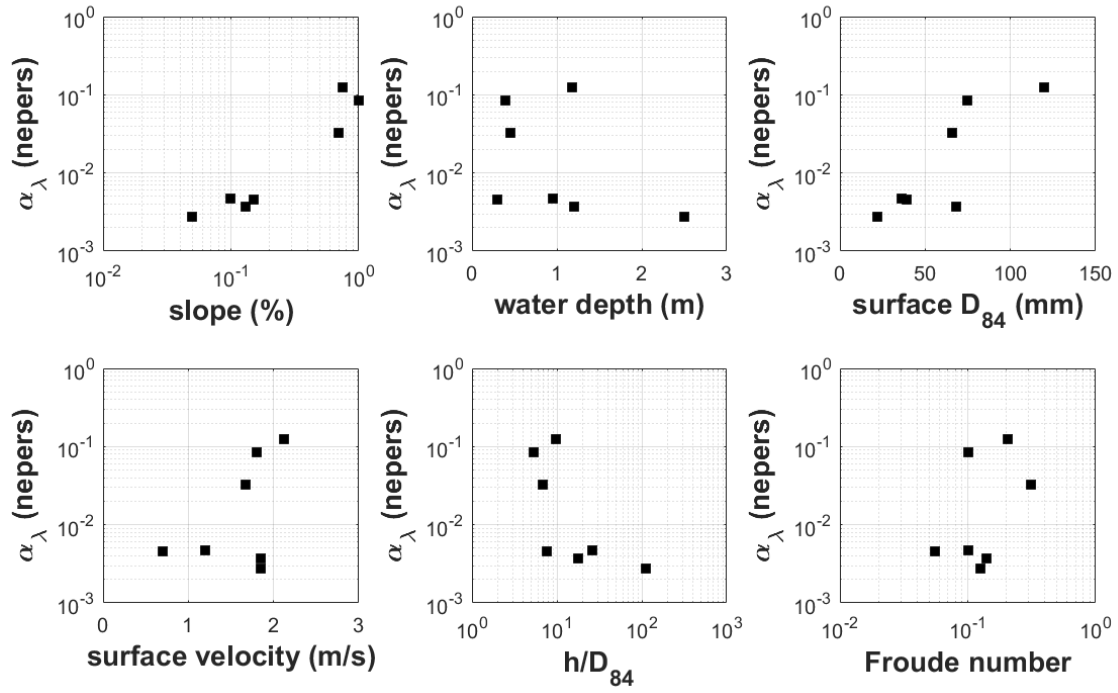 10^0
10^-1
10^-2
10^-3
α_λ (nepers)
10^-2 10^-1 10^0
slope (%)
10^0
10^-1
10^-2
10^-3
α_λ (nepers)
0 1 2 3
water depth (m)
10^0
10^-1
10^-2
10^-3
α_λ (nepers)
0 50 100 150
surface D_84 (mm)
10^0
10^-1
10^-2
10^-3
α_λ (nepers)
0 1 2 3
surface velocity (m/s)
10^0
10^-1
10^-2
10^-3
α_λ (nepers)
10^0 10^1 10^2 10^3
h/D_84
10^0
10^-1
10^-2
10^-3
α_λ (nepers)
10^-2 10^-1 10^0
Froude number